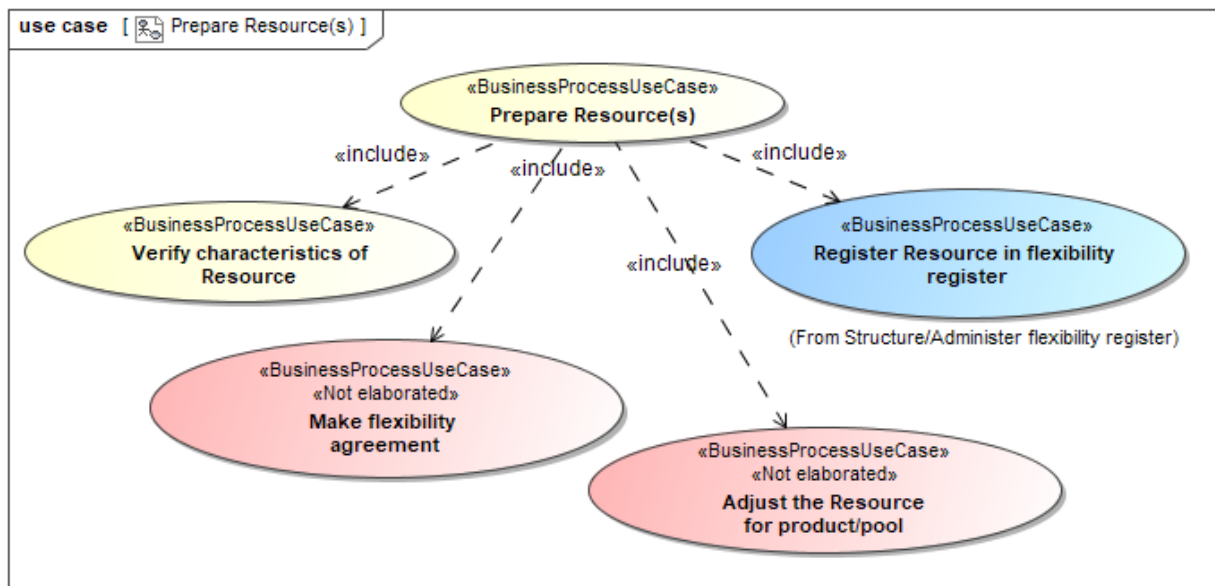 use case [ Prepare Resource(s) ]
«BusinessProcessUseCase»
Prepare Resource(s)
«include»
«include»
«include»
«include»
«BusinessProcessUseCase»
Verify characteristics of
Resource
«BusinessProcessUseCase»
Register Resource in flexibility
register
(From Structure/Administer flexibility register)
«BusinessProcessUseCase»
«Not elaborated»
Make flexibility
agreement
«BusinessProcessUseCase»
«Not elaborated»
Adjust the Resource
for product/pool